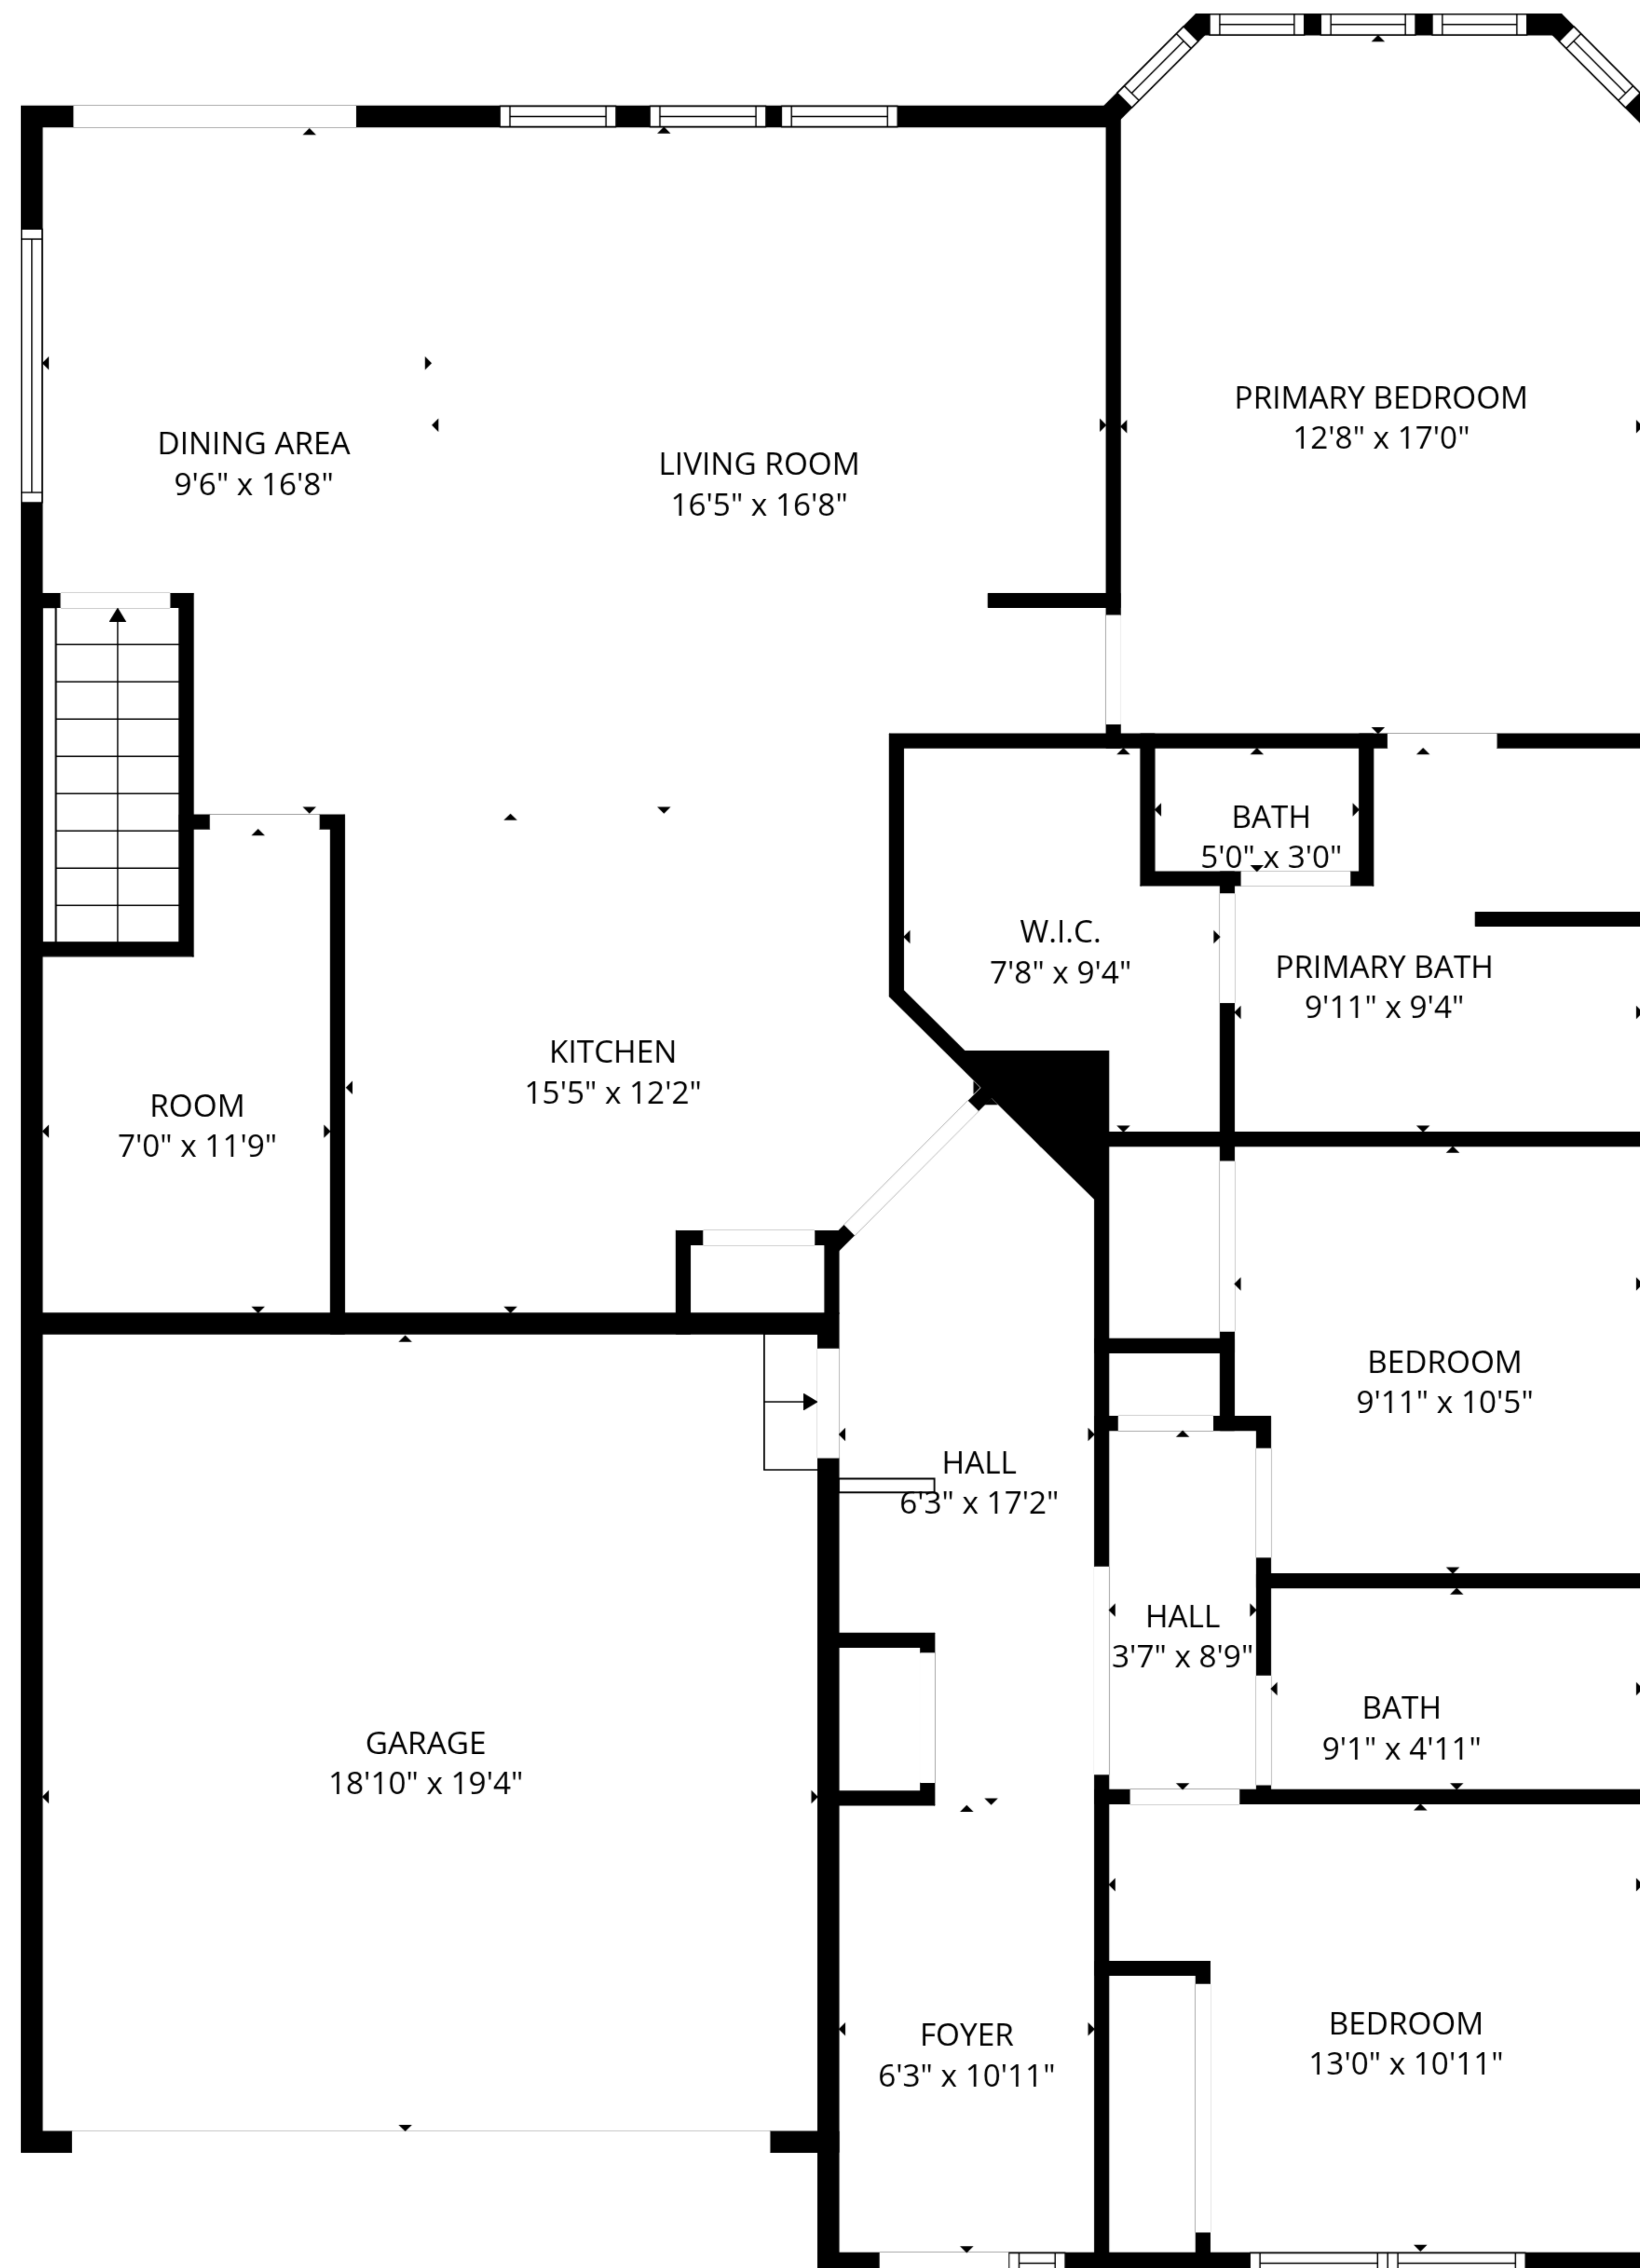 PRIMARY BEDROOM
12'8" x 17'0"
DINING AREA
9'6" x 16'8"
LIVING ROOM
16'5" x 16'8"
BATH
5'0" x 3'0"
W.I.C.
7'8" x 9'4"
PRIMARY BATH
9'11" x 9'4"
KITCHEN
15'5" x 12'2"
ROOM
7'0" x 11'9"
BEDROOM
9'11" x 10'5"
HALL
6'3" x 17'2"
HALL
3'7" x 8'9"
BATH
9'1" x 4'11"
GARAGE
18'10" x 19'4"
FOYER
6'3" x 10'11"
BEDROOM
13'0" x 10'11"